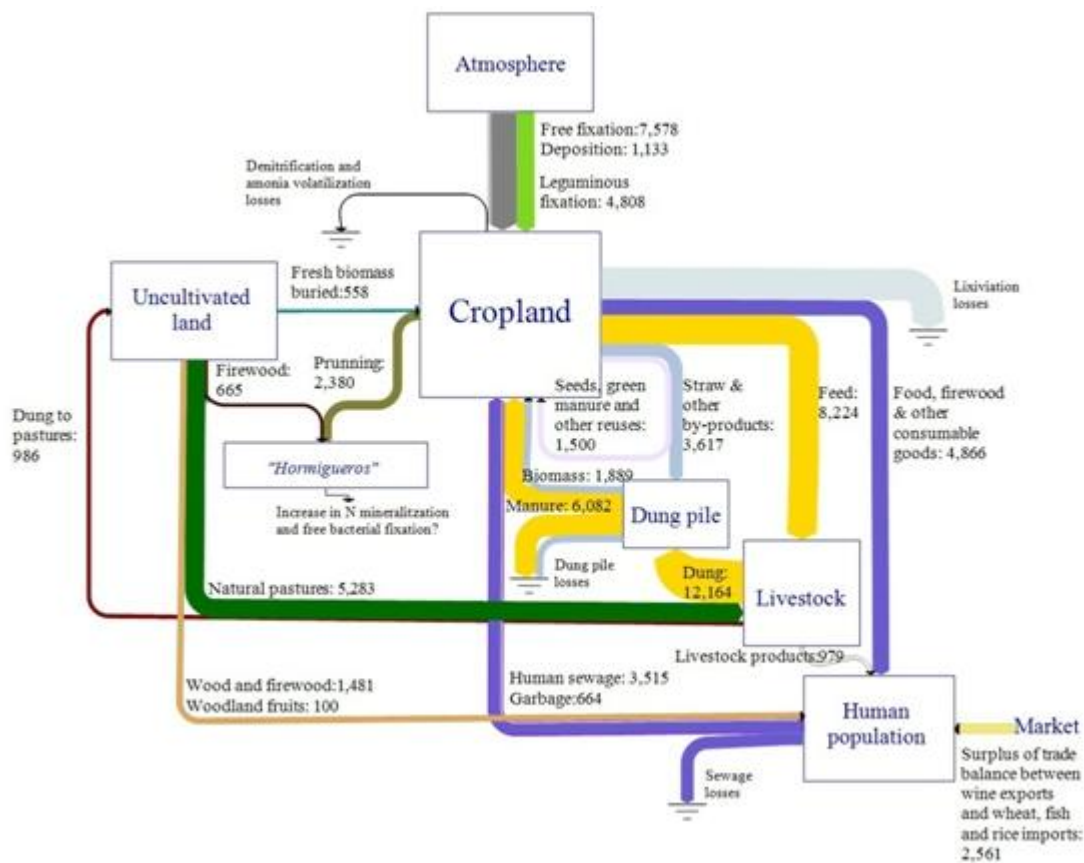 Atmosphere
Free fixation:7,578
Deposition: 1,133
Leguminous
fixation: 4,808
Denitrification and
amonia volatilization
losses
Uncultivated
land
Fresh biomass
buried:558
Cropland
Lixiviation
losses
Firewood:
665
Prunning:
2,380
Dung to
pastures:
986
"Hormigueros"
Increase in N mineralitzation
and free bacterial fixation?
Seeds, green
manure and
other reuses:
1,500
Straw &
other
by-products:
3,617
Feed:
8,224
Food, firewood
& other
consumable
goods: 4,866
Biomass: 1,889
Manure: 6,082
Dung pile
Dung pile
losses
Dung:
12,164
Livestock
Natural pastures: 5,283
Livestock products:979
Wood and firewood:1,481
Woodland fruits: 100
Human sewage: 3,515
Garbage:664
Human
population
Market
Surplus of trade
balance between
wine exports
and wheat, fish
and rice imports:
2,561
Sewage
losses